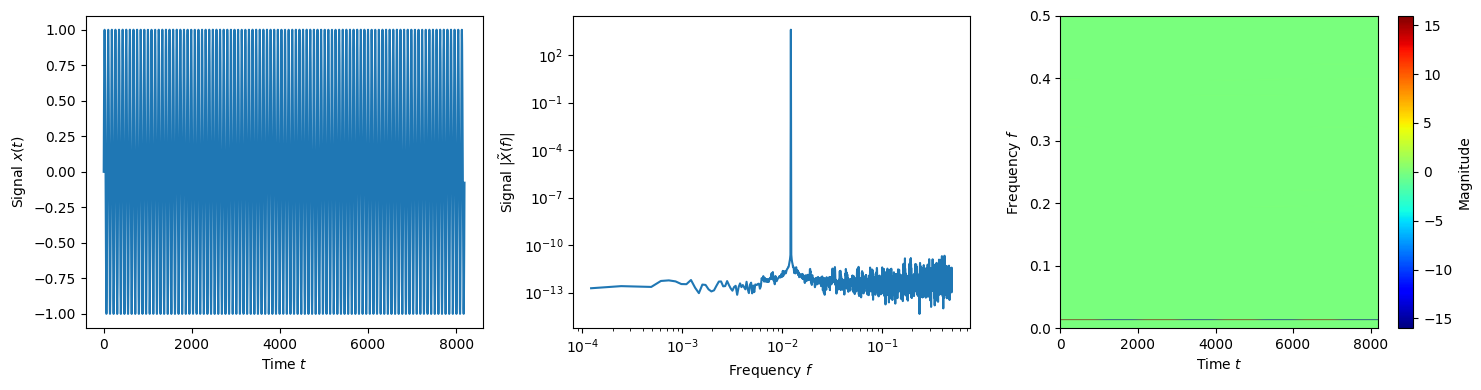 1.00
0.75
0.50
0.25
0.00
−0.25
−0.50
−0.75
−1.00
Signal x(t)
0 2000 4000 6000 8000
Time t
10²
10⁻¹
10⁻⁴
10⁻⁷
10⁻¹⁰
10⁻¹³
Signal |X̃(f)|
10⁻⁴ 10⁻³ 10⁻² 10⁻¹
Frequency f
0.5
0.4
0.3
0.2
0.1
0.0
Frequency f
0 2000 4000 6000 8000
Time t
15
10
5
0
−5
−10
−15
Magnitude